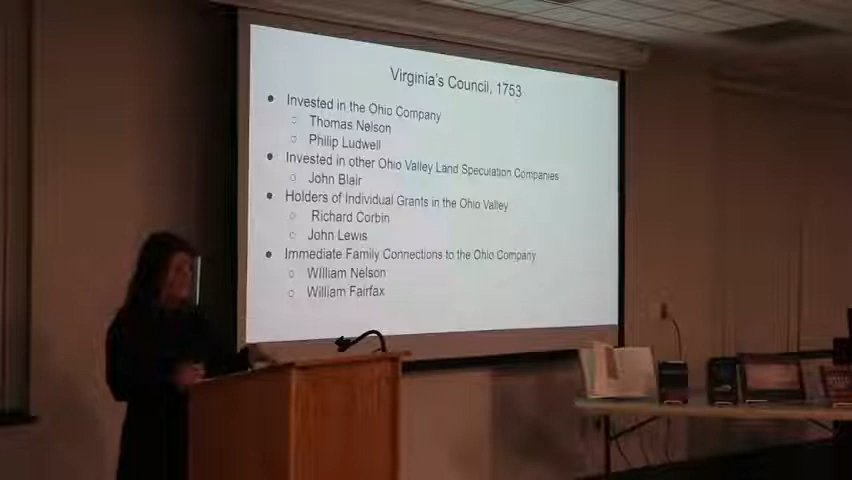 Virginia's Council, 1753
● Invested in the Ohio Company
○ Thomas Nelson
○ Philip Ludwell
● Invested in other Ohio Valley Land Speculation Companies
○ John Blair
● Holders of Individual Grants in the Ohio Valley
○ Richard Corbin
○ John Lewis
● Immediate Family Connections to the Ohio Company
○ William Nelson
○ William Fairfax